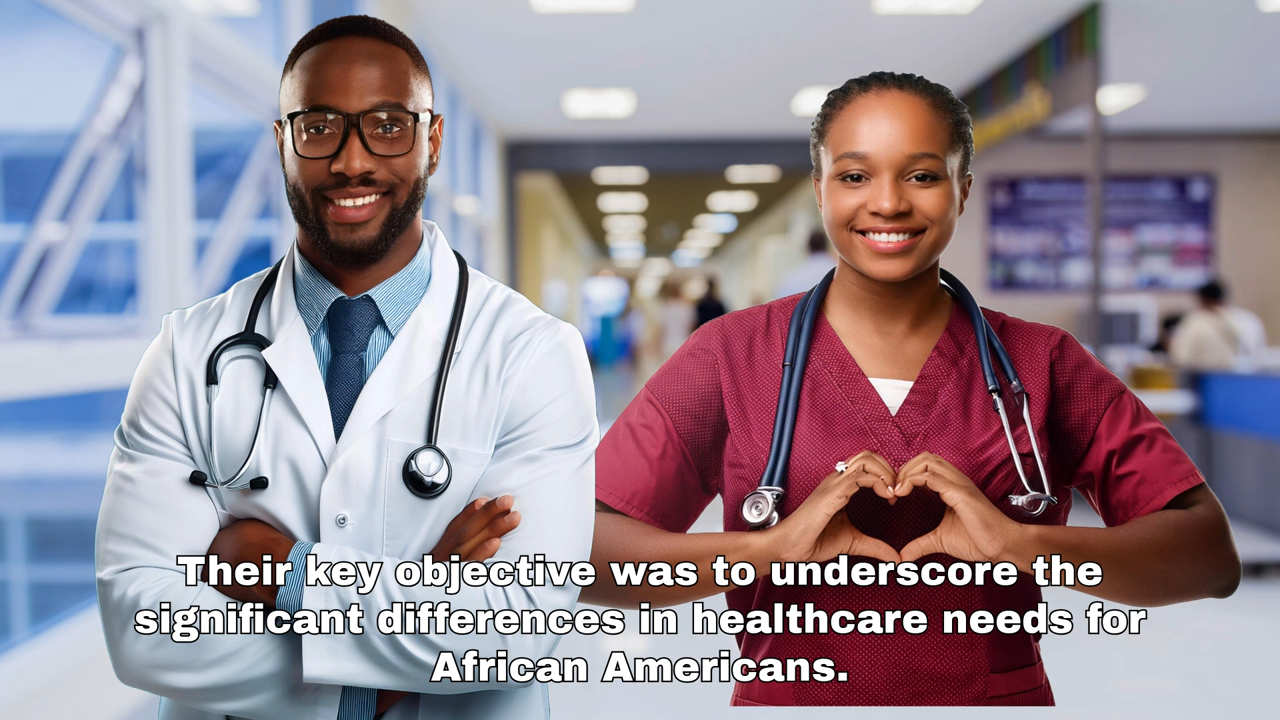 Their key objective was to underscore the
significant differences in healthcare needs for
African Americans.